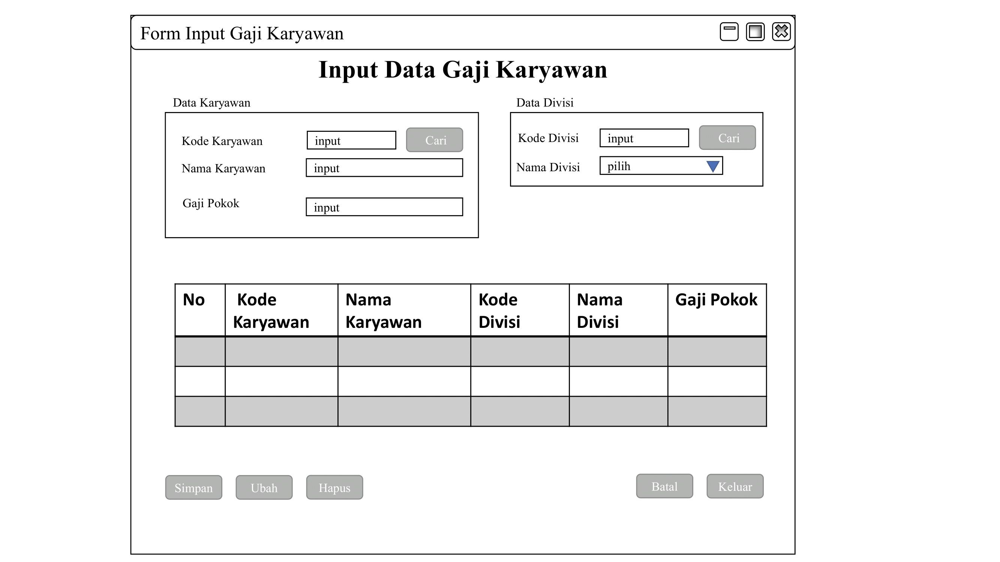 Form Input Gaji Karyawan
Input Data Gaji Karyawan
Data Karyawan
Kode Karyawan input Cari
Nama Karyawan input
Gaji Pokok input
Data Divisi
Kode Divisi input Cari
Nama Divisi pilih
No Kode Karyawan Nama Karyawan Kode Divisi Nama Divisi Gaji Pokok
Simpan Ubah Hapus Batal Keluar